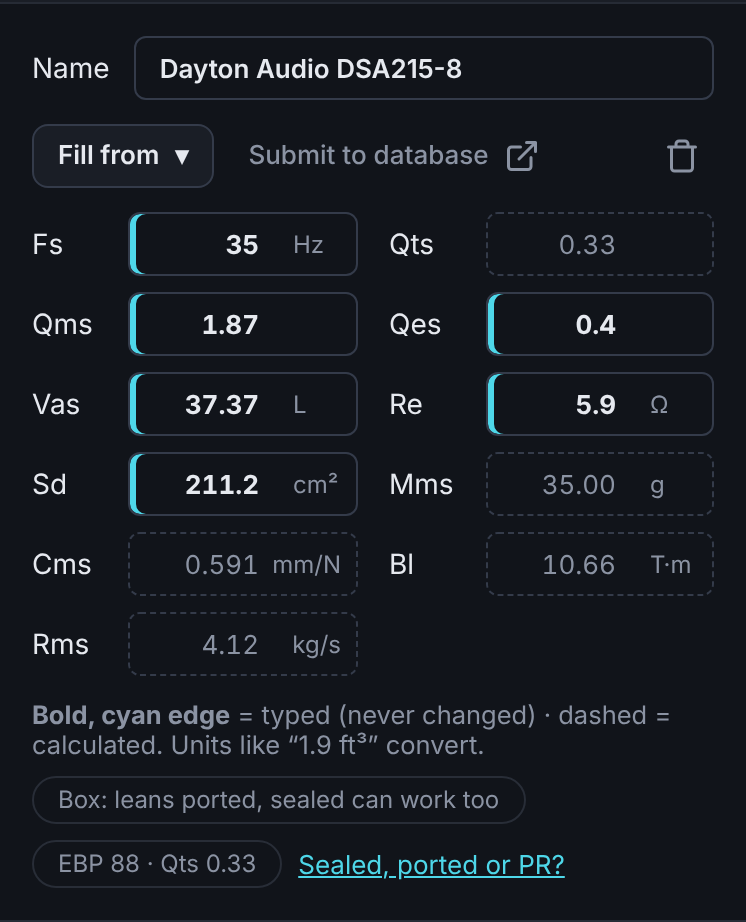 Name Dayton Audio DSA215-8
Fill from ▼ Submit to database
Fs 35 Hz Qts 0.33
Qms 1.87 Qes 0.4
Vas 37.37 L Re 5.9 Ω
Sd 211.2 cm² Mms 35.00 g
Cms 0.591 mm/N Bl 10.66 T·m
Rms 4.12 kg/s
Bold, cyan edge = typed (never changed) · dashed =
calculated. Units like “1.9 ft³” convert.
Box: leans ported, sealed can work too
EBP 88 · Qts 0.33 Sealed, ported or PR?